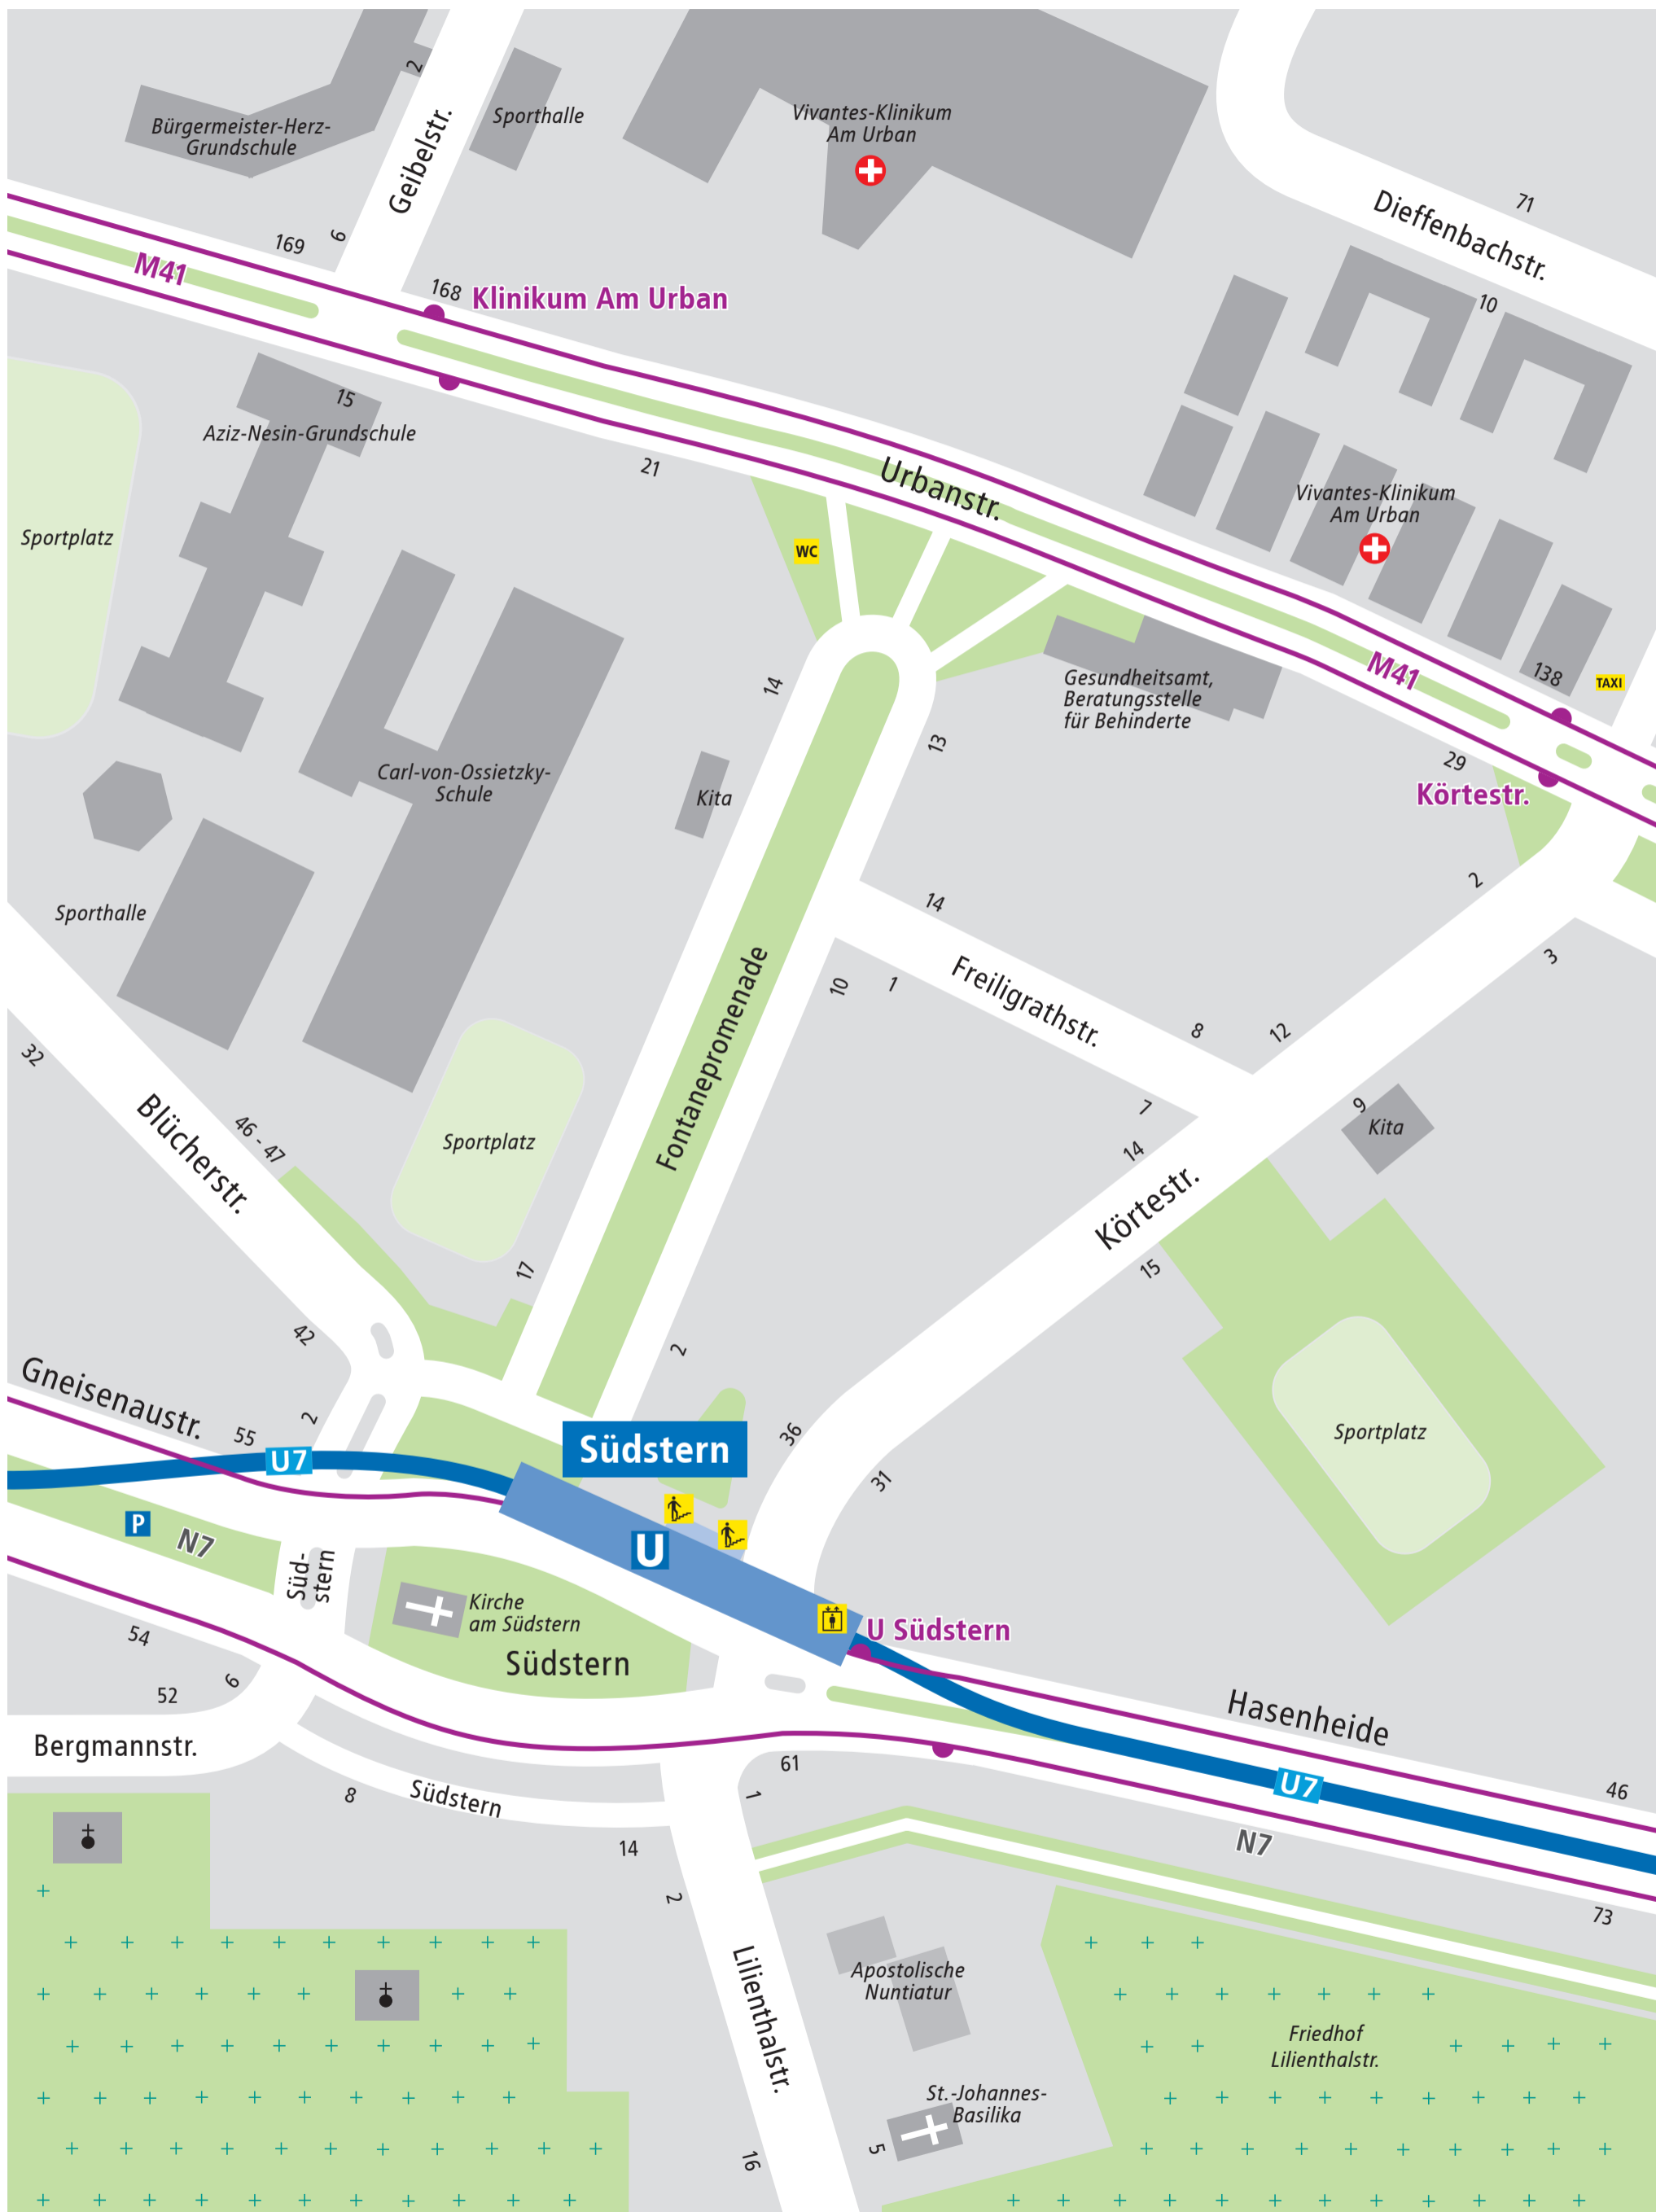 2
Geibelstr.
Sporthalle
Bürgermeister-Herz-
Grundschule
Vivantes-Klinikum
Am Urban
71
Dieffenbachstr.
10
169
6
M41
168
Klinikum Am Urban
15
Aziz-Nesin-Grundschule
21
Urbanstr.
Vivantes-Klinikum
Am Urban
Sportplatz
WC
M41
138
TAXI
Gesundheitsamt,
Beratungsstelle
für Behinderte
14
13
29
Körtestr.
Carl-von-Ossietzky-
Schule
Kita
2
Sporthalle
14
3
Fontanepromenade
10
1
Freiligrathstr.
8
12
32
Blücherstr.
46 - 47
Sportplatz
7
14
9
Kita
Körtestr.
15
17
42
2
Gneisenaustr.
55
2
U7
Südstern
36
31
Sportplatz
P
N7
Süd-
stern
U
Kirche
am Südstern
Südstern
U Südstern
54
52
6
Bergmannstr.
Hasenheide
61
1
8
Südstern
14
2
U7
46
N7
73
Lilienthalstr.
Apostolische
Nuntiatur
Friedhof
Lilienthalstr.
St.-Johannes-
Basilika
16
5